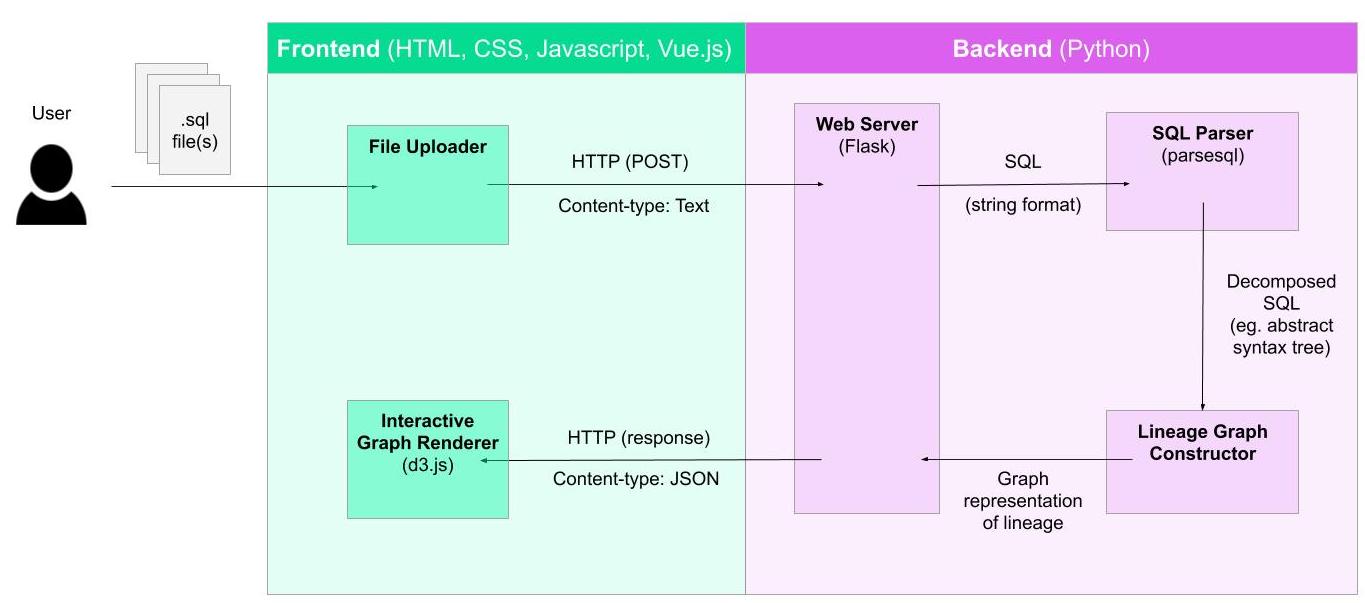 Frontend (HTML, CSS, Javascript, Vue.js)
Backend (Python)
User
.sql
file(s)
File Uploader
HTTP (POST)
Content-type: Text
Web Server
(Flask)
SQL
(string format)
SQL Parser
(parsesql)
Decomposed
SQL
(eg. abstract
syntax tree)
Lineage Graph
Constructor
Graph
representation
of lineage
HTTP (response)
Content-type: JSON
Interactive
Graph Renderer
(d3.js)